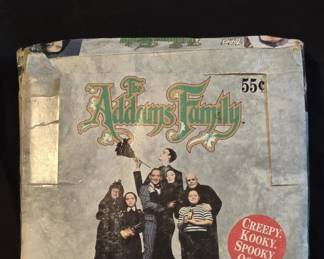 The
Addams Family
55¢
CREEPY.
KOOKY.
SPOOKY.